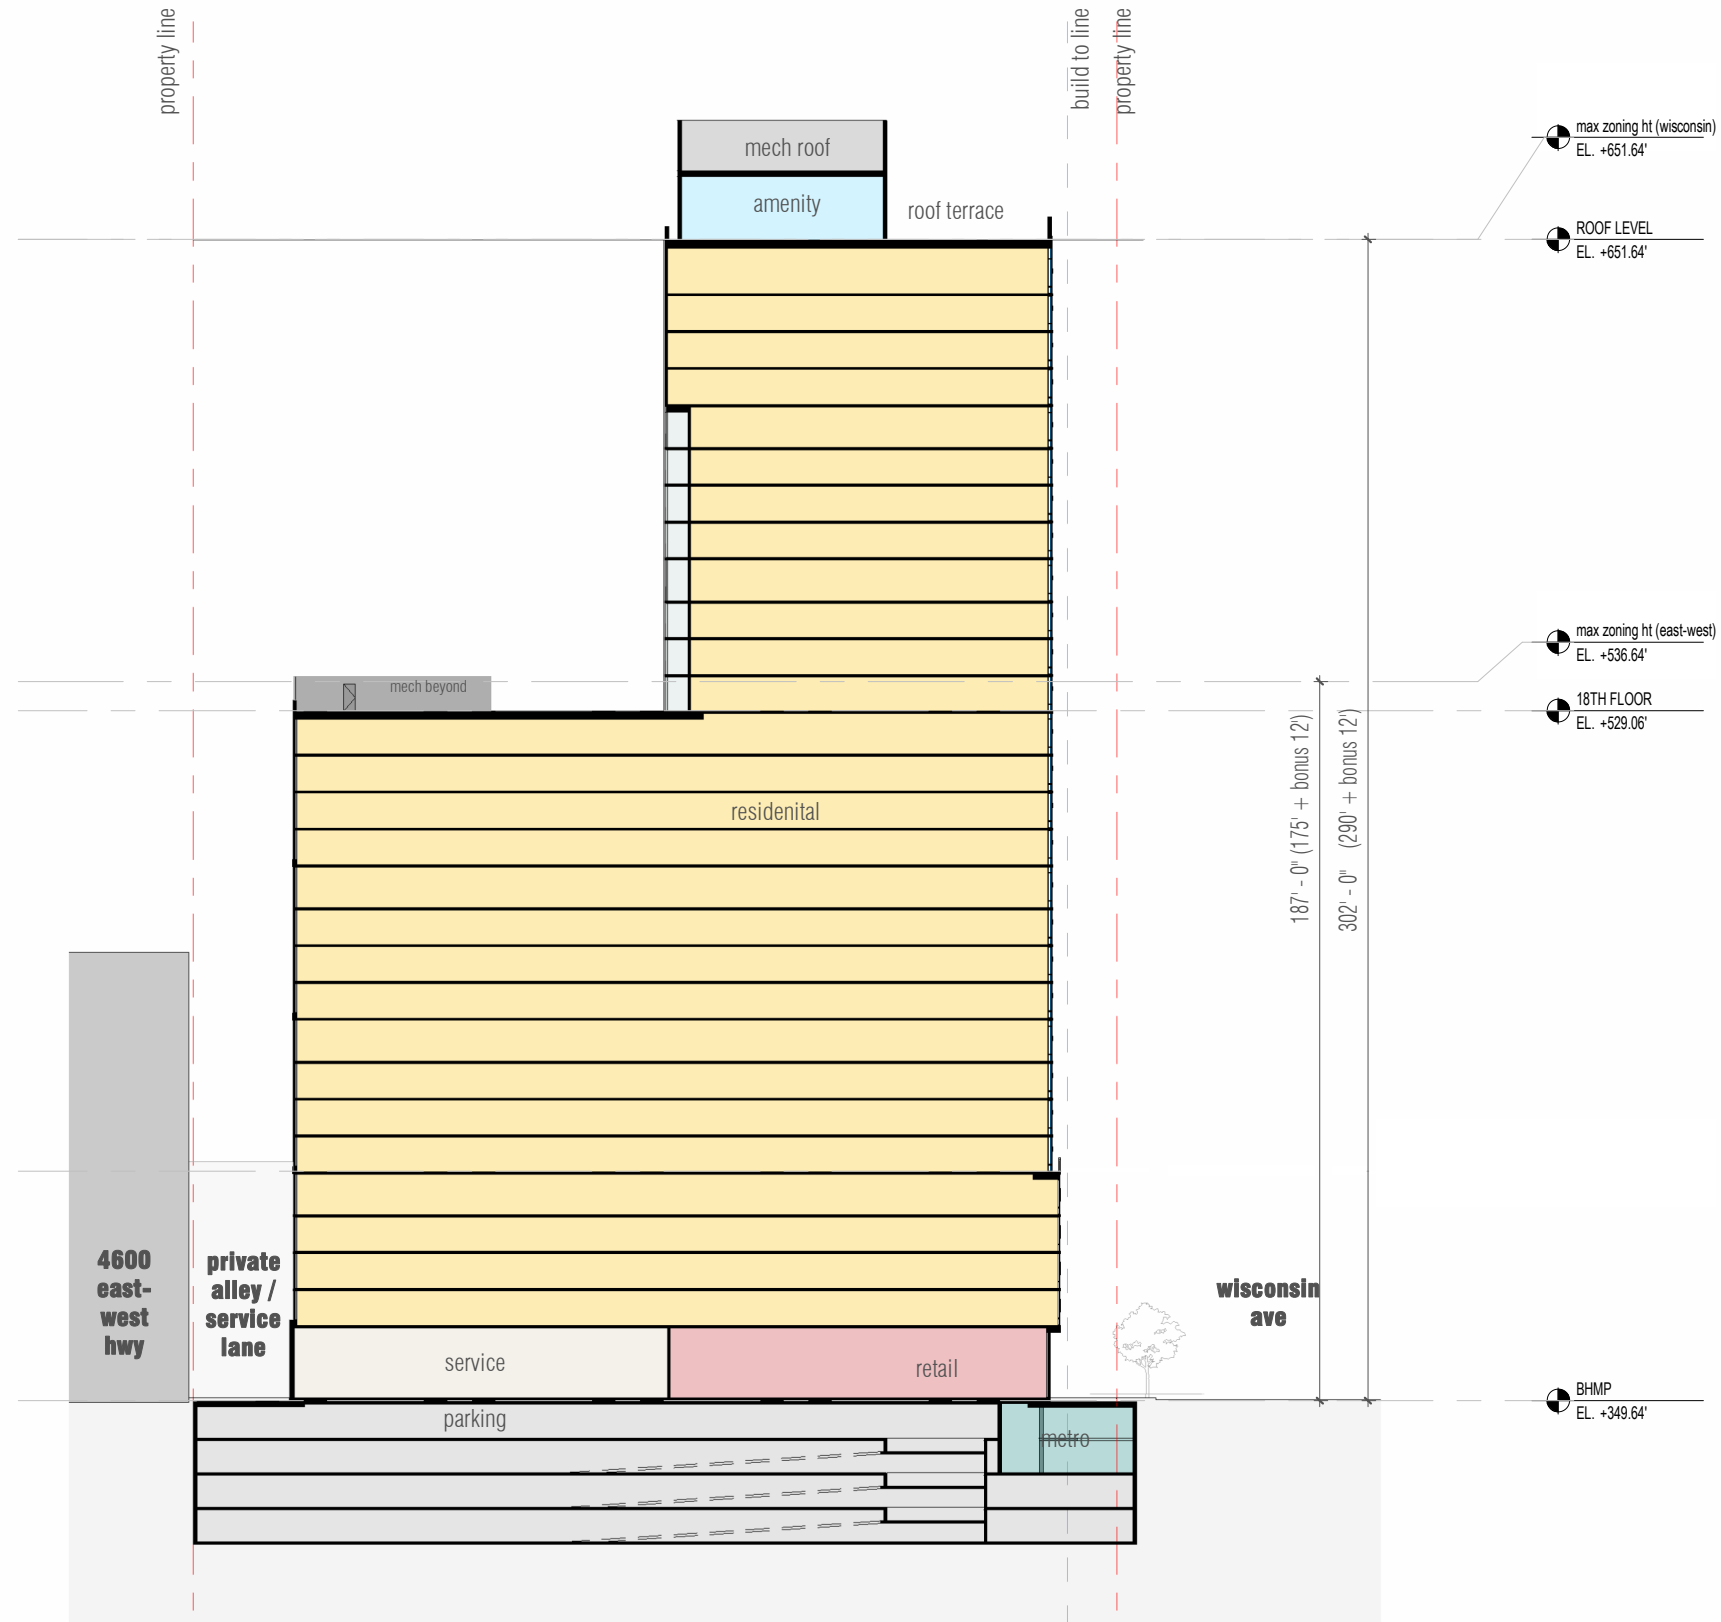 property line
build to line
property line
max zoning ht (wisconsin)
EL. +651.64'
mech roof
amenity
roof terrace
ROOF LEVEL
EL. +651.64'
max zoning ht (east-west)
EL. +536.64'
mech beyond
18TH FLOOR
EL. +529.06'
187' - 0" (175' + bonus 12')
302' - 0" (290' + bonus 12')
residenital
4600
east-
west
hwy
private
alley /
service
lane
wisconsin
ave
service
retail
BHMP
EL. +349.64'
parking
metro